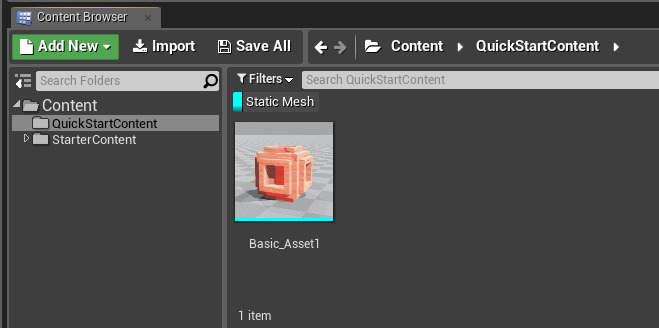 Content Browser
Add New Import Save All Content QuickStartContent
Search Folders
Filters Search QuickStartContent
Content
Static Mesh
QuickStartContent
StarterContent
Basic_Asset1
1 item